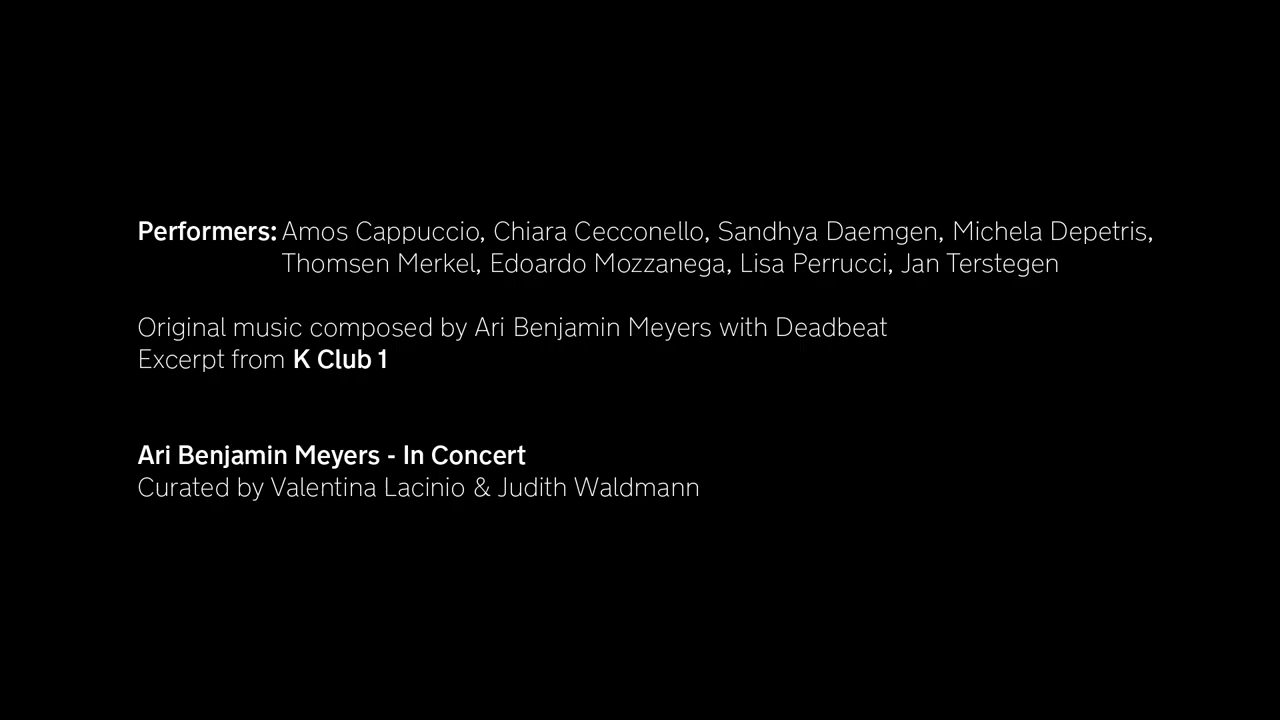 Performers: Amos Cappuccio, Chiara Cecconello, Sandhya Daemgen, Michela Depetris,
Thomsen Merkel, Edoardo Mozzanega, Lisa Perrucci, Jan Terstegen
Original music composed by Ari Benjamin Meyers with Deadbeat
Excerpt from K Club 1
Ari Benjamin Meyers - In Concert
Curated by Valentina Lacinio & Judith Waldmann